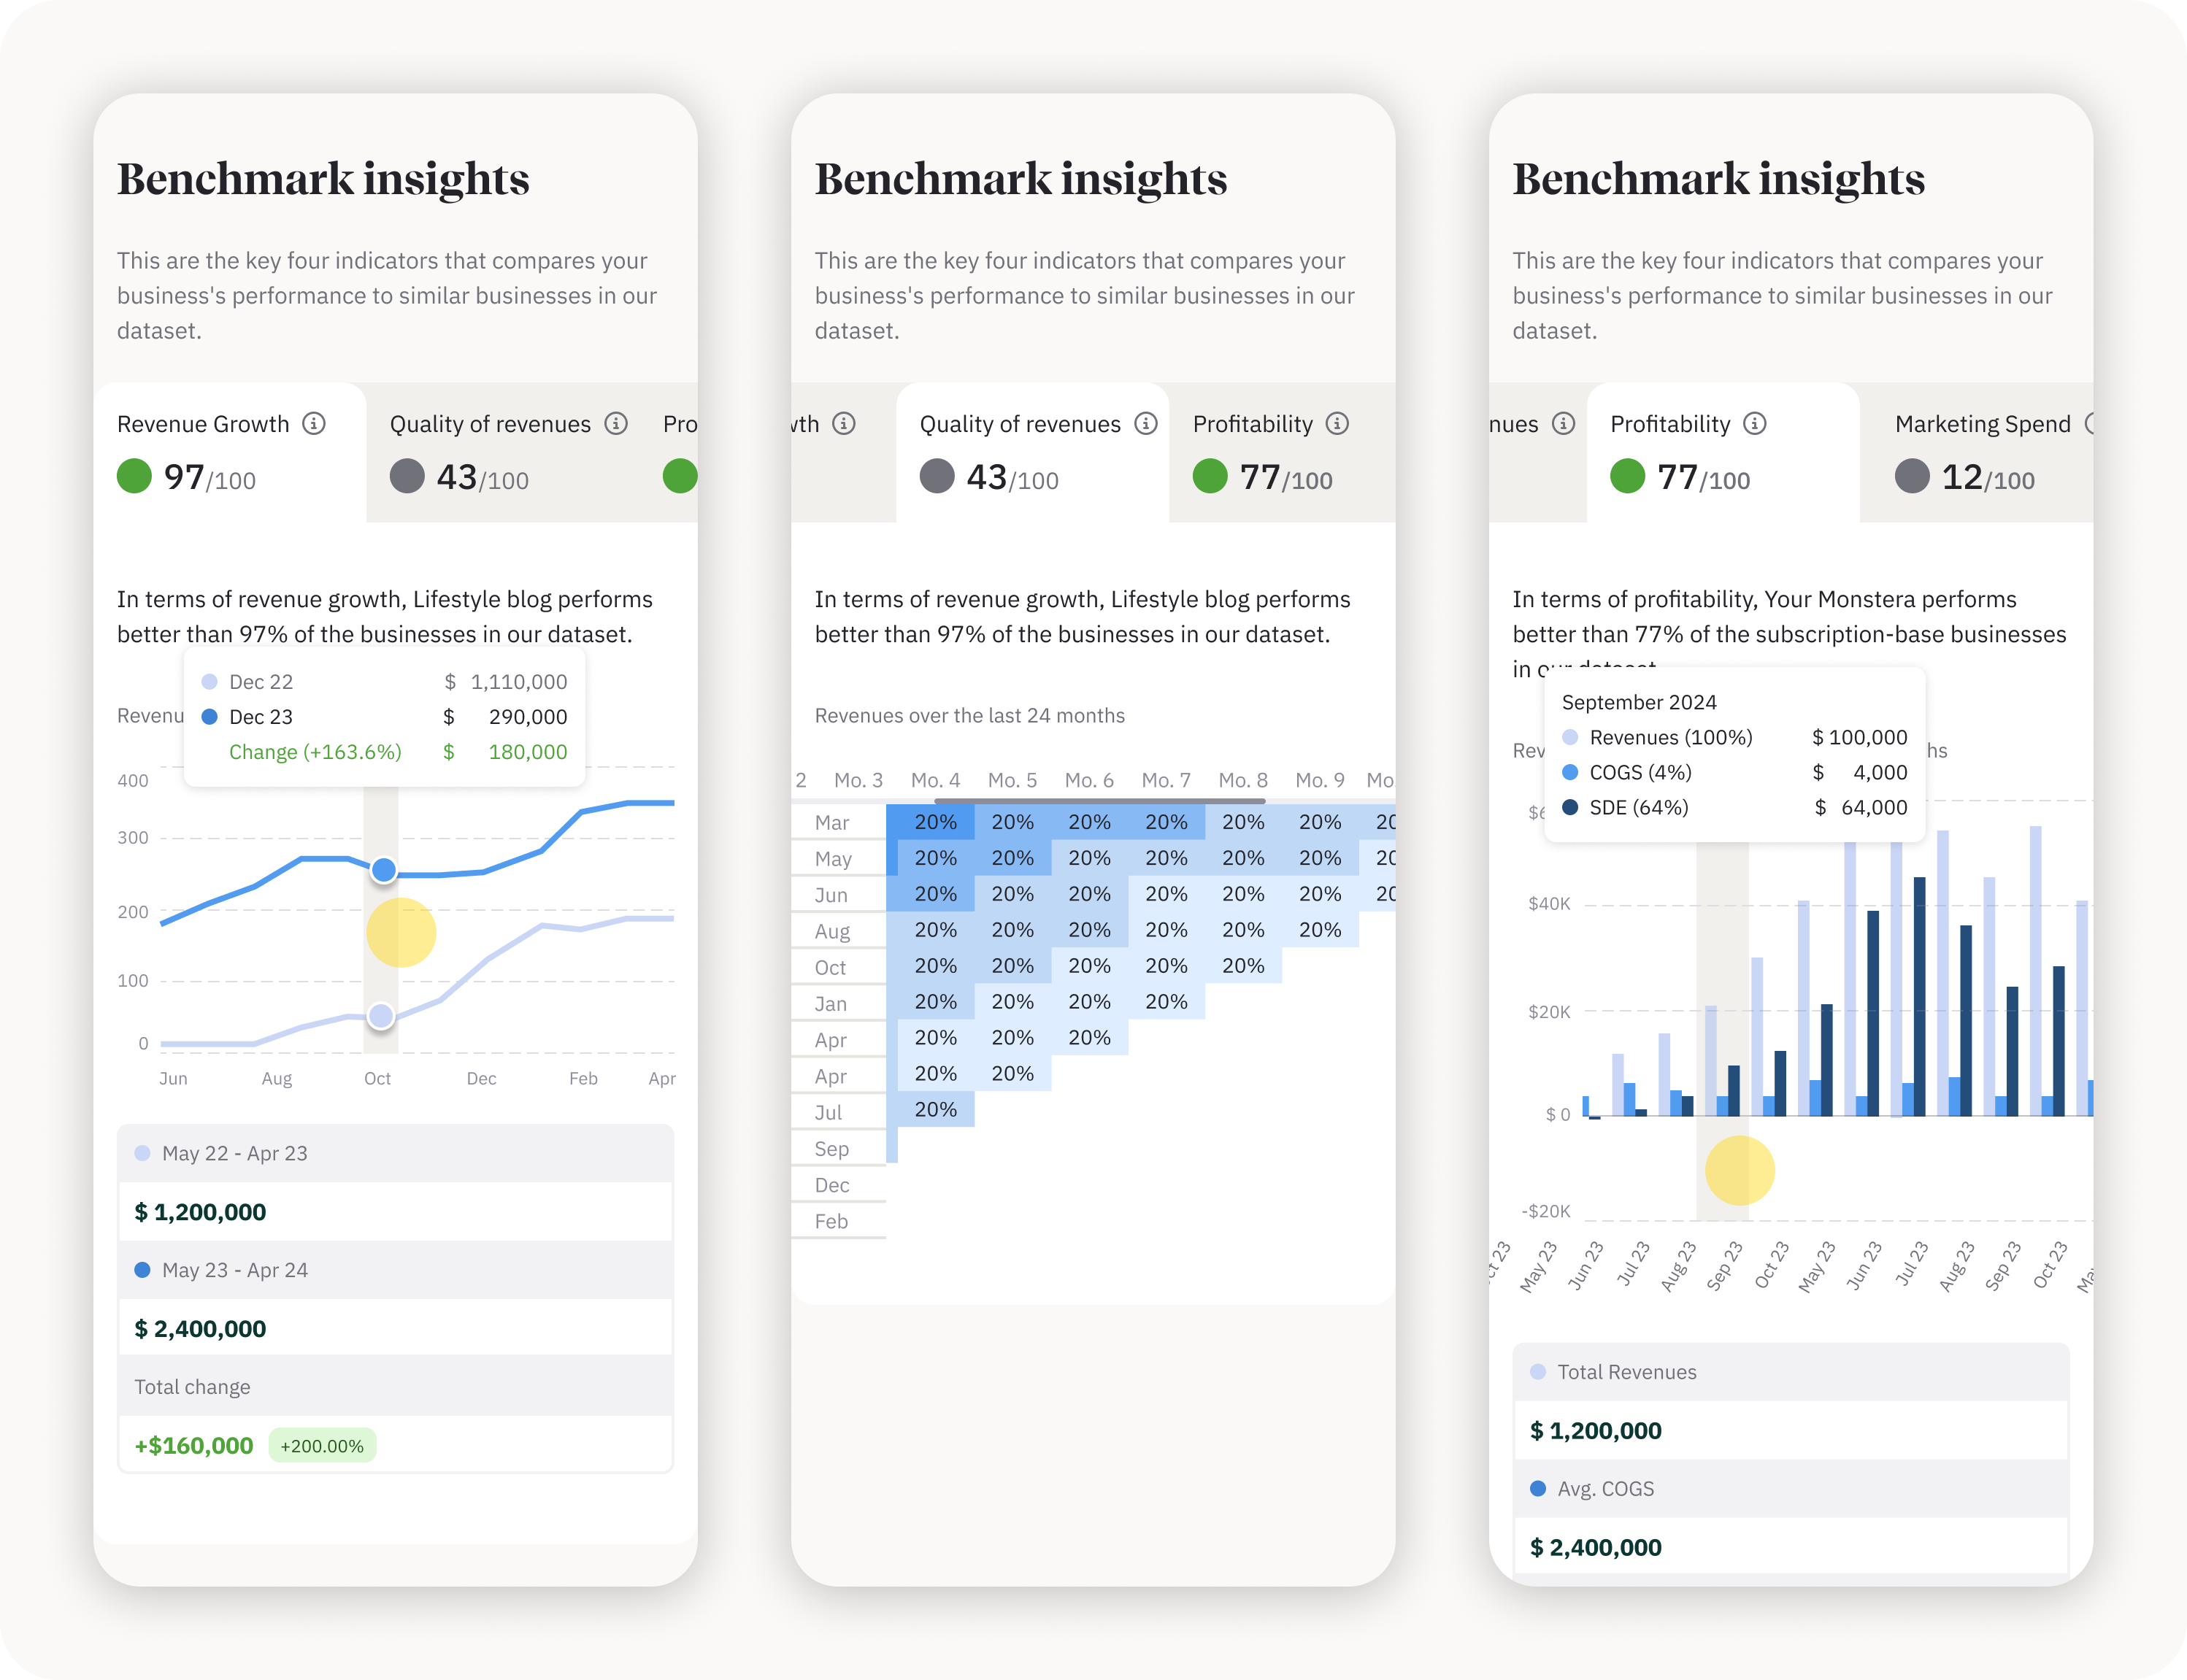 Benchmark insights
This are the key four indicators that compares your
business's performance to similar businesses in our
dataset.
Revenue Growth
Quality of revenues
Pro
97/100
43/100
In terms of revenue growth, Lifestyle blog performs
better than 97% of the businesses in our dataset.
Dec 22 $ 1,110,000
Revenu
Dec 23 $ 290,000
Change (+163.6%) $ 180,000
400
300
200
100
0
Jun Aug Oct Dec Feb Apr
May 22 - Apr 23
$ 1,200,000
May 23 - Apr 24
$ 2,400,000
Total change
+$160,000 +200.00%
Benchmark insights
This are the key four indicators that compares your
business's performance to similar businesses in our
dataset.
vth
Quality of revenues
Profitability
43/100
77/100
In terms of revenue growth, Lifestyle blog performs
better than 97% of the businesses in our dataset.
Revenues over the last 24 months
2 Mo. 3 Mo. 4 Mo. 5 Mo. 6 Mo. 7 Mo. 8 Mo. 9 Mo.
Mar 20% 20% 20% 20% 20% 20% 20
May 20% 20% 20% 20% 20% 20% 20
Jun 20% 20% 20% 20% 20% 20% 20
Aug 20% 20% 20% 20% 20% 20%
Oct 20% 20% 20% 20% 20%
Jan 20% 20% 20% 20%
Apr 20% 20% 20%
Apr 20% 20%
Jul 20%
Sep
Dec
Feb
Benchmark insights
This are the key four indicators that compares your
business's performance to similar businesses in our
dataset.
nues
Profitability
Marketing Spend
77/100
12/100
In terms of profitability, Your Monstera performs
better than 77% of the subscription-base businesses
in our dataset.
September 2024
Revenues (100%) $ 100,000
Rev
hs
COGS (4%) $ 4,000
SDE (64%) $ 64,000
$6
$40K
$20K
$ 0
-$20K
ct 23 May 23 Jun 23 Jul 23 Aug 23 Sep 23 Oct 23 May 23 Jun 23 Jul 23 Aug 23 Sep 23 Oct 23 Ma
Total Revenues
$ 1,200,000
Avg. COGS
$ 2,400,000